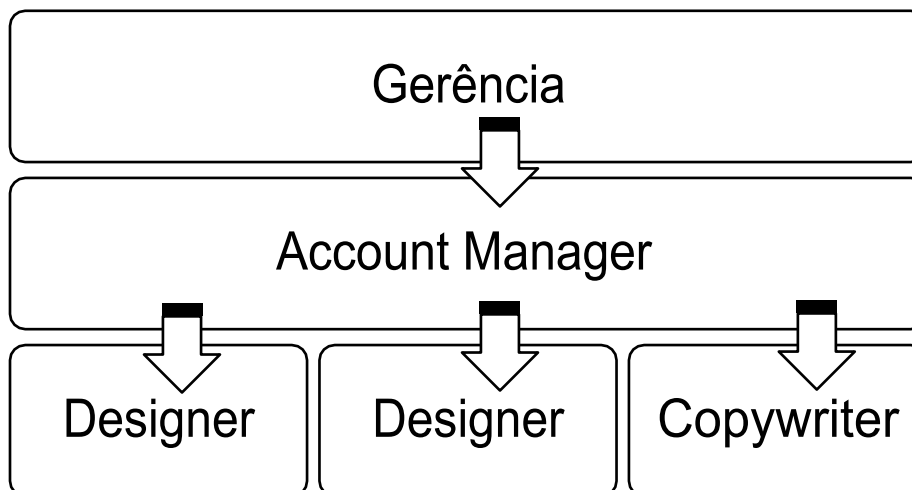 Gerência
Account Manager
Designer
Designer
Copywriter